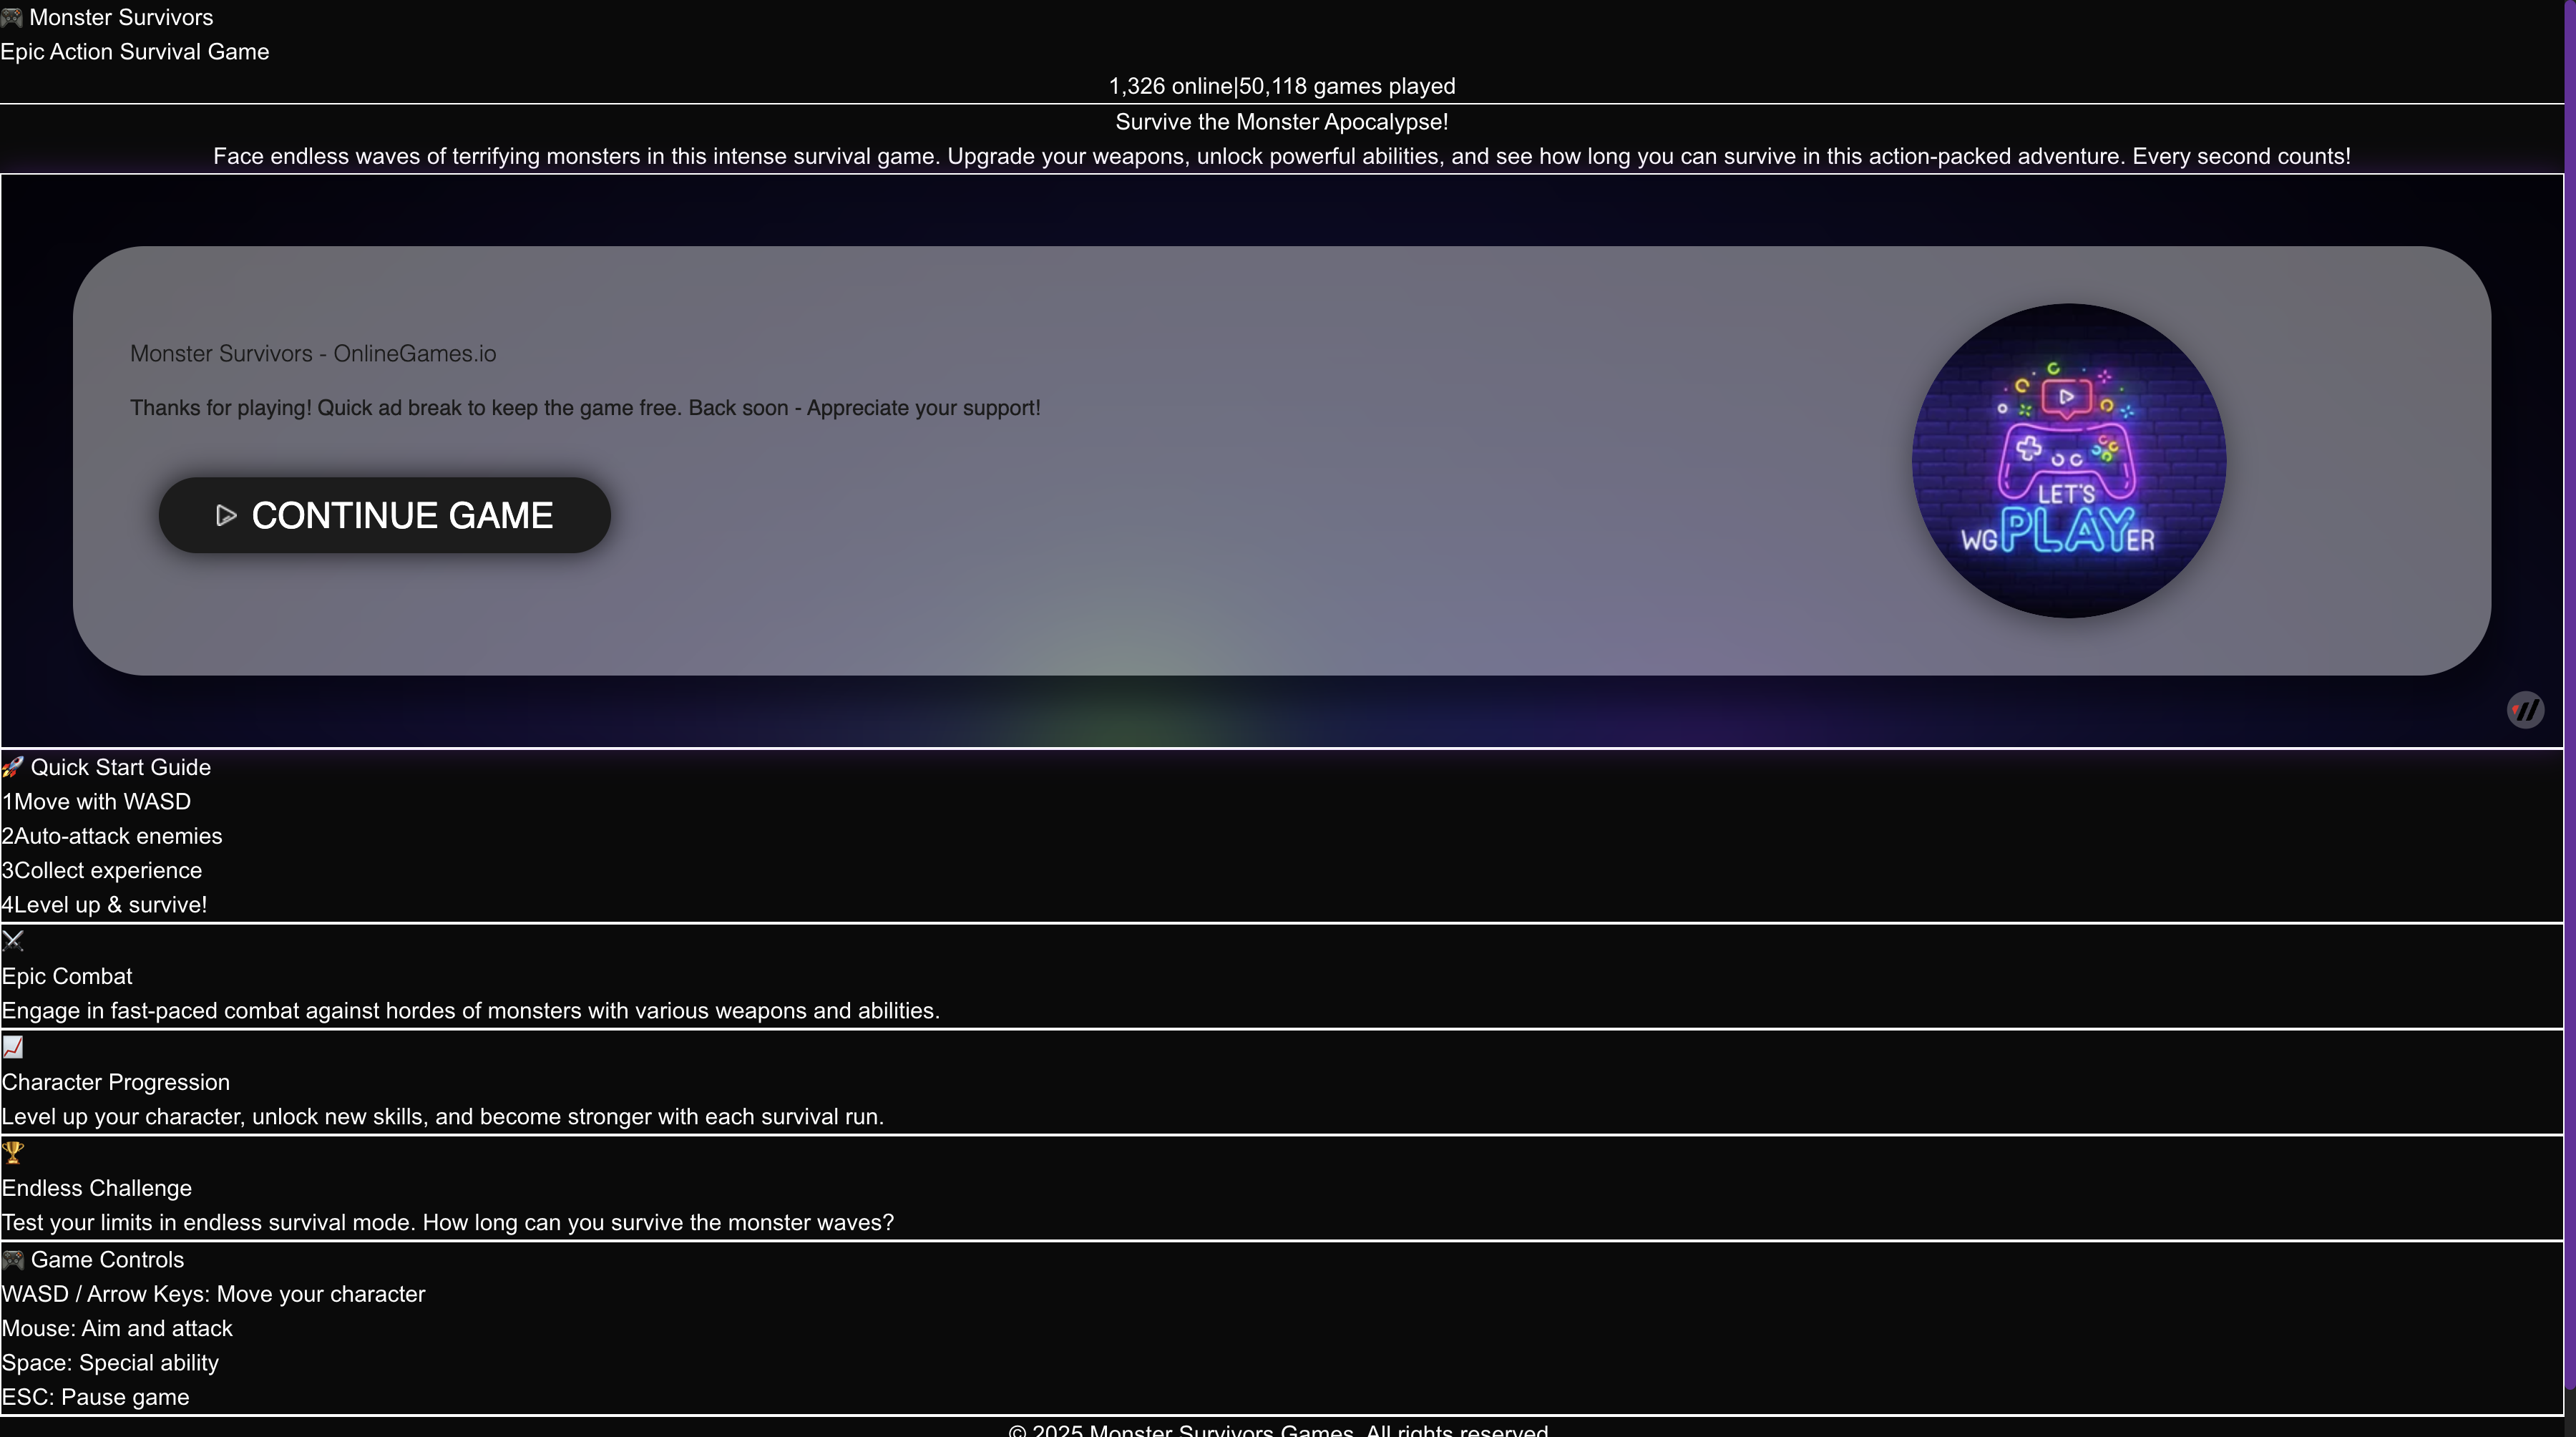 🎮 Monster Survivors
Epic Action Survival Game
1,326 online|50,118 games played
Survive the Monster Apocalypse!
Face endless waves of terrifying monsters in this intense survival game. Upgrade your weapons, unlock powerful abilities, and see how long you can survive in this action-packed adventure. Every second counts!
Monster Survivors - OnlineGames.io
Thanks for playing! Quick ad break to keep the game free. Back soon - Appreciate your support!
CONTINUE GAME
LET'S
WGPLAYER
🚀 Quick Start Guide
1Move with WASD
2Auto-attack enemies
3Collect experience
4Level up & survive!
⚔️
Epic Combat
Engage in fast-paced combat against hordes of monsters with various weapons and abilities.
📈
Character Progression
Level up your character, unlock new skills, and become stronger with each survival run.
🏆
Endless Challenge
Test your limits in endless survival mode. How long can you survive the monster waves?
🎮 Game Controls
WASD / Arrow Keys: Move your character
Mouse: Aim and attack
Space: Special ability
ESC: Pause game
© 2025 Monster Survivors Games. All rights reserved